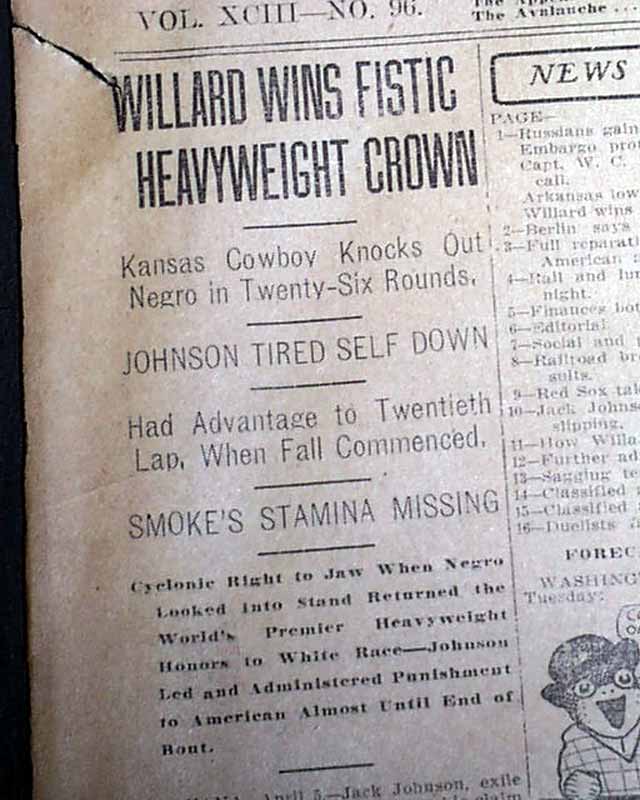 VOL. XCIII—NO. 96.
The Avalanche ...
WILLARD WINS FISTIC
HEAVYWEIGHT CROWN
Kansas Cowboy Knocks Out
Negro in Twenty-Six Rounds.
JOHNSON TIRED SELF DOWN
Had Advantage to Twentieth
Lap, When Fall Commenced.
SMOKE'S STAMINA MISSING
Cyclonic Right to Jaw When Negro
Looked Into Stand Returned the
World's Premier Heavyweight
Honors to White Race—Johnson
Led and Administered Punishment
to American Almost Until End of
Bout.
April 5.—Jack Johnson, exile
claim
NEWS
PAGE—
1—Russians gain
Embargo
Capt. W. C.
call.
Arkansas low
Willard wins
2—Berlin says
3—Full
American
4—Rail and
night.
5—Finances
6—Editorial
7—Social and
8—Railroad
suits.
9—Red Sox
10—Jack
slipping.
11—How
12—Further
13—Sagging
14—Classified
15—Classified
16—Duelists
WASHING
Tuesday: